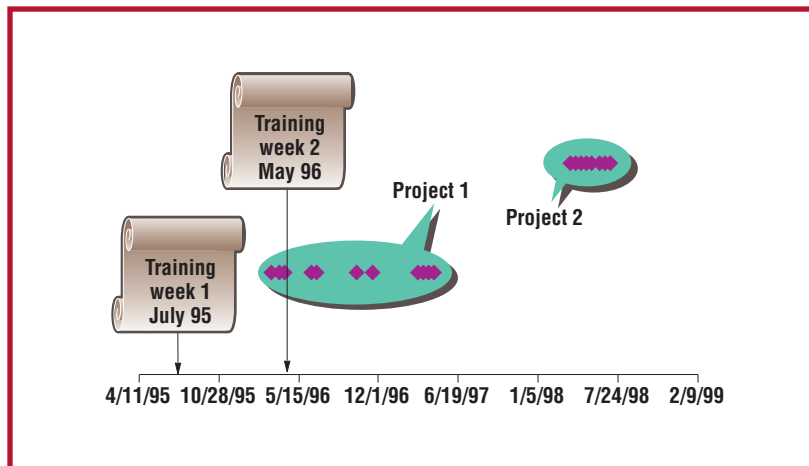 Training
week 2
May 96
Project 1
Project 2
Training
week 1
July 95
4/11/95 10/28/95 5/15/96 12/1/96 6/19/97 1/5/98 7/24/98 2/9/99